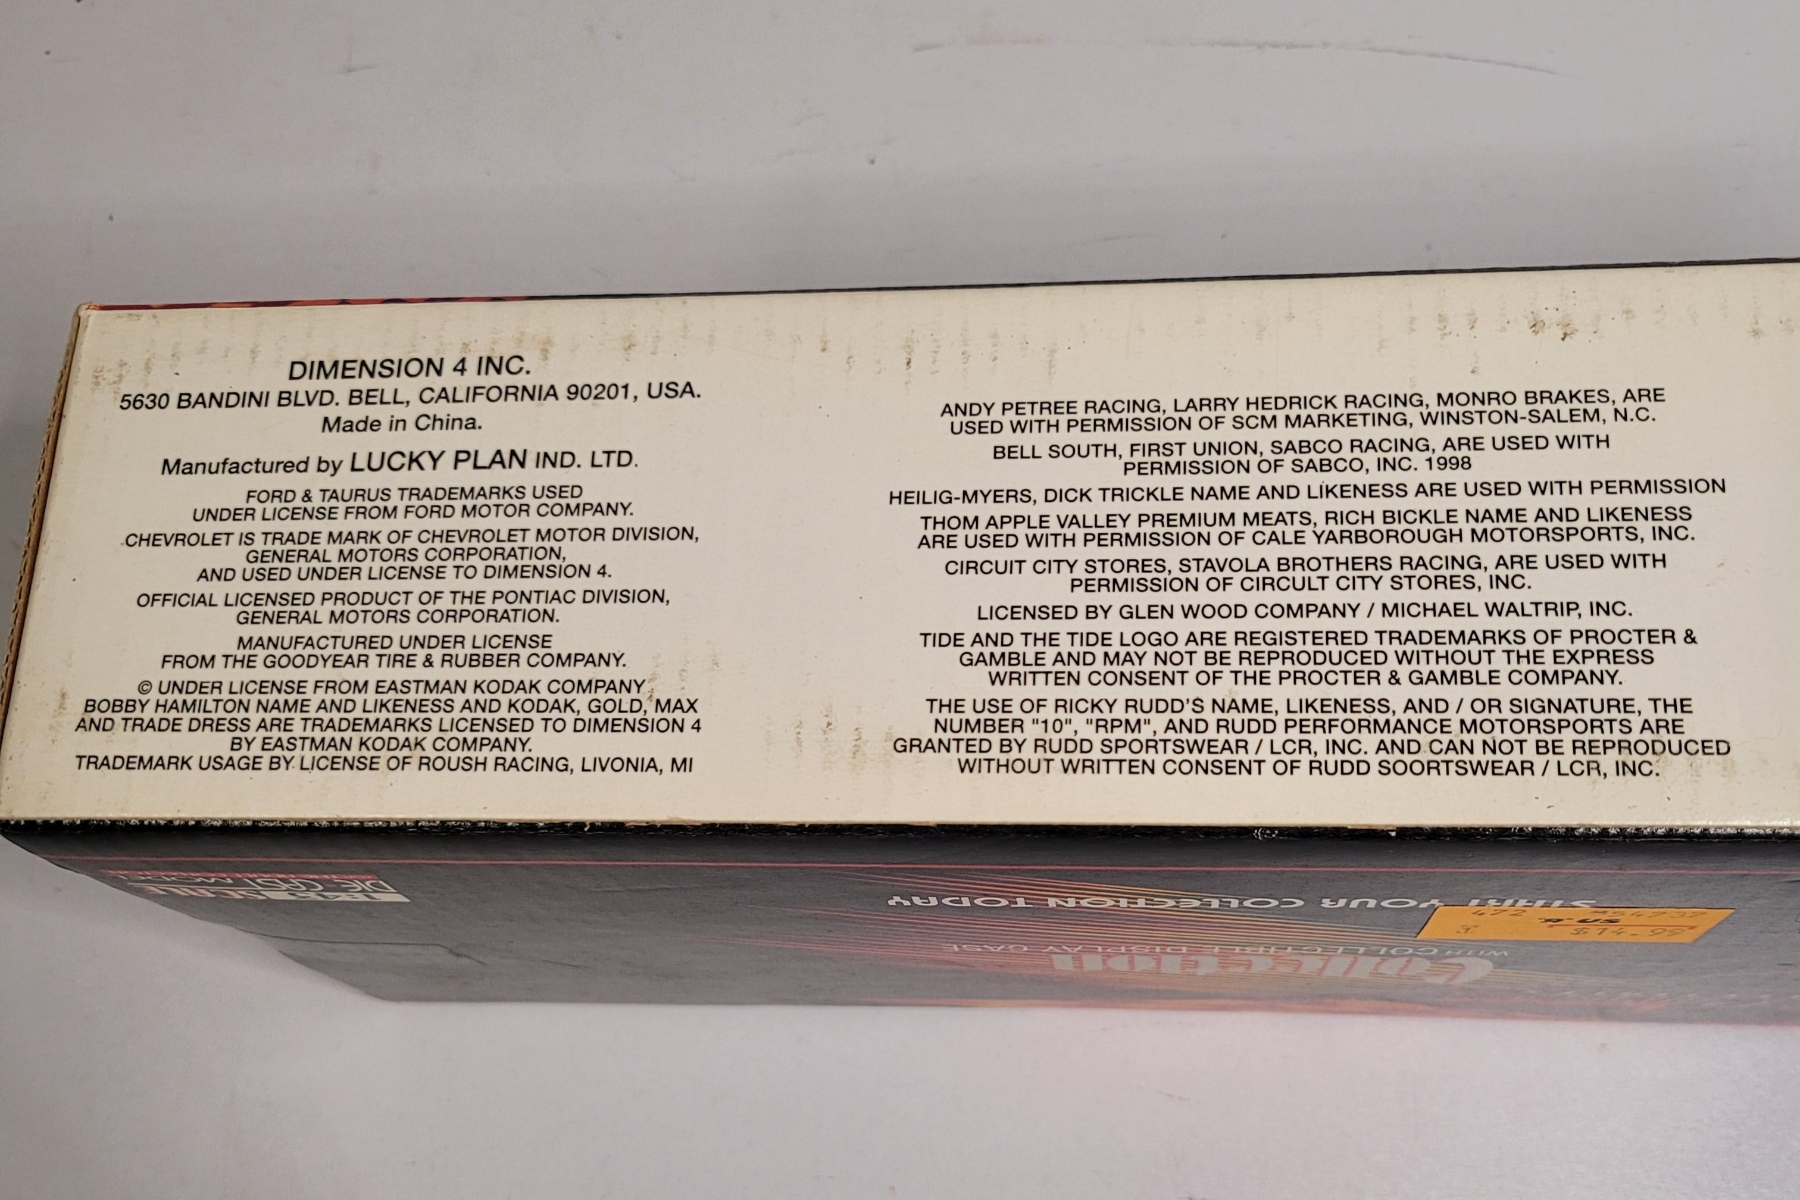 DIMENSION 4 INC.
5630 BANDINI BLVD. BELL, CALIFORNIA 90201, USA.
Made in China.
Manufactured by LUCKY PLAN IND. LTD.
FORD & TAURUS TRADEMARKS USED
UNDER LICENSE FROM FORD MOTOR COMPANY.
CHEVROLET IS TRADE MARK OF CHEVROLET MOTOR DIVISION,
GENERAL MOTORS CORPORATION,
AND USED UNDER LICENSE TO DIMENSION 4.
OFFICIAL LICENSED PRODUCT OF THE PONTIAC DIVISION,
GENERAL MOTORS CORPORATION.
MANUFACTURED UNDER LICENSE
FROM THE GOODYEAR TIRE & RUBBER COMPANY.
© UNDER LICENSE FROM EASTMAN KODAK COMPANY
BOBBY HAMILTON NAME AND LIKENESS AND KODAK, GOLD, MAX
AND TRADE DRESS ARE TRADEMARKS LICENSED TO DIMENSION 4
BY EASTMAN KODAK COMPANY.
TRADEMARK USAGE BY LICENSE OF ROUSH RACING, LIVONIA, MI
ANDY PETREE RACING, LARRY HEDRICK RACING, MONRO BRAKES, ARE
USED WITH PERMISSION OF SCM MARKETING, WINSTON-SALEM, N.C.
BELL SOUTH, FIRST UNION, SABCO RACING, ARE USED WITH
PERMISSION OF SABCO, INC. 1998
HEILIG-MYERS, DICK TRICKLE NAME AND LIKENESS ARE USED WITH PERMISSION
THOM APPLE VALLEY PREMIUM MEATS, RICH BICKLE NAME AND LIKENESS
ARE USED WITH PERMISSION OF CALE YARBOROUGH MOTORSPORTS, INC.
CIRCUIT CITY STORES, STAVOLA BROTHERS RACING, ARE USED WITH
PERMISSION OF CIRCULT CITY STORES, INC.
LICENSED BY GLEN WOOD COMPANY / MICHAEL WALTRIP, INC.
TIDE AND THE TIDE LOGO ARE REGISTERED TRADEMARKS OF PROCTER &
GAMBLE AND MAY NOT BE REPRODUCED WITHOUT THE EXPRESS
WRITTEN CONSENT OF THE PROCTER & GAMBLE COMPANY.
THE USE OF RICKY RUDD'S NAME, LIKENESS, AND / OR SIGNATURE, THE
NUMBER "10", "RPM", AND RUDD PERFORMANCE MOTORSPORTS ARE
GRANTED BY RUDD SPORTSWEAR / LCR, INC. AND CAN NOT BE REPRODUCED
WITHOUT WRITTEN CONSENT OF RUDD SOORTSWEAR / LCR, INC.
START YOUR COLLECTION TODAY
WITH COLLECTIBLE DISPLAY CASE
Collection
SCALE
DIE CAST MODEL
$14.95